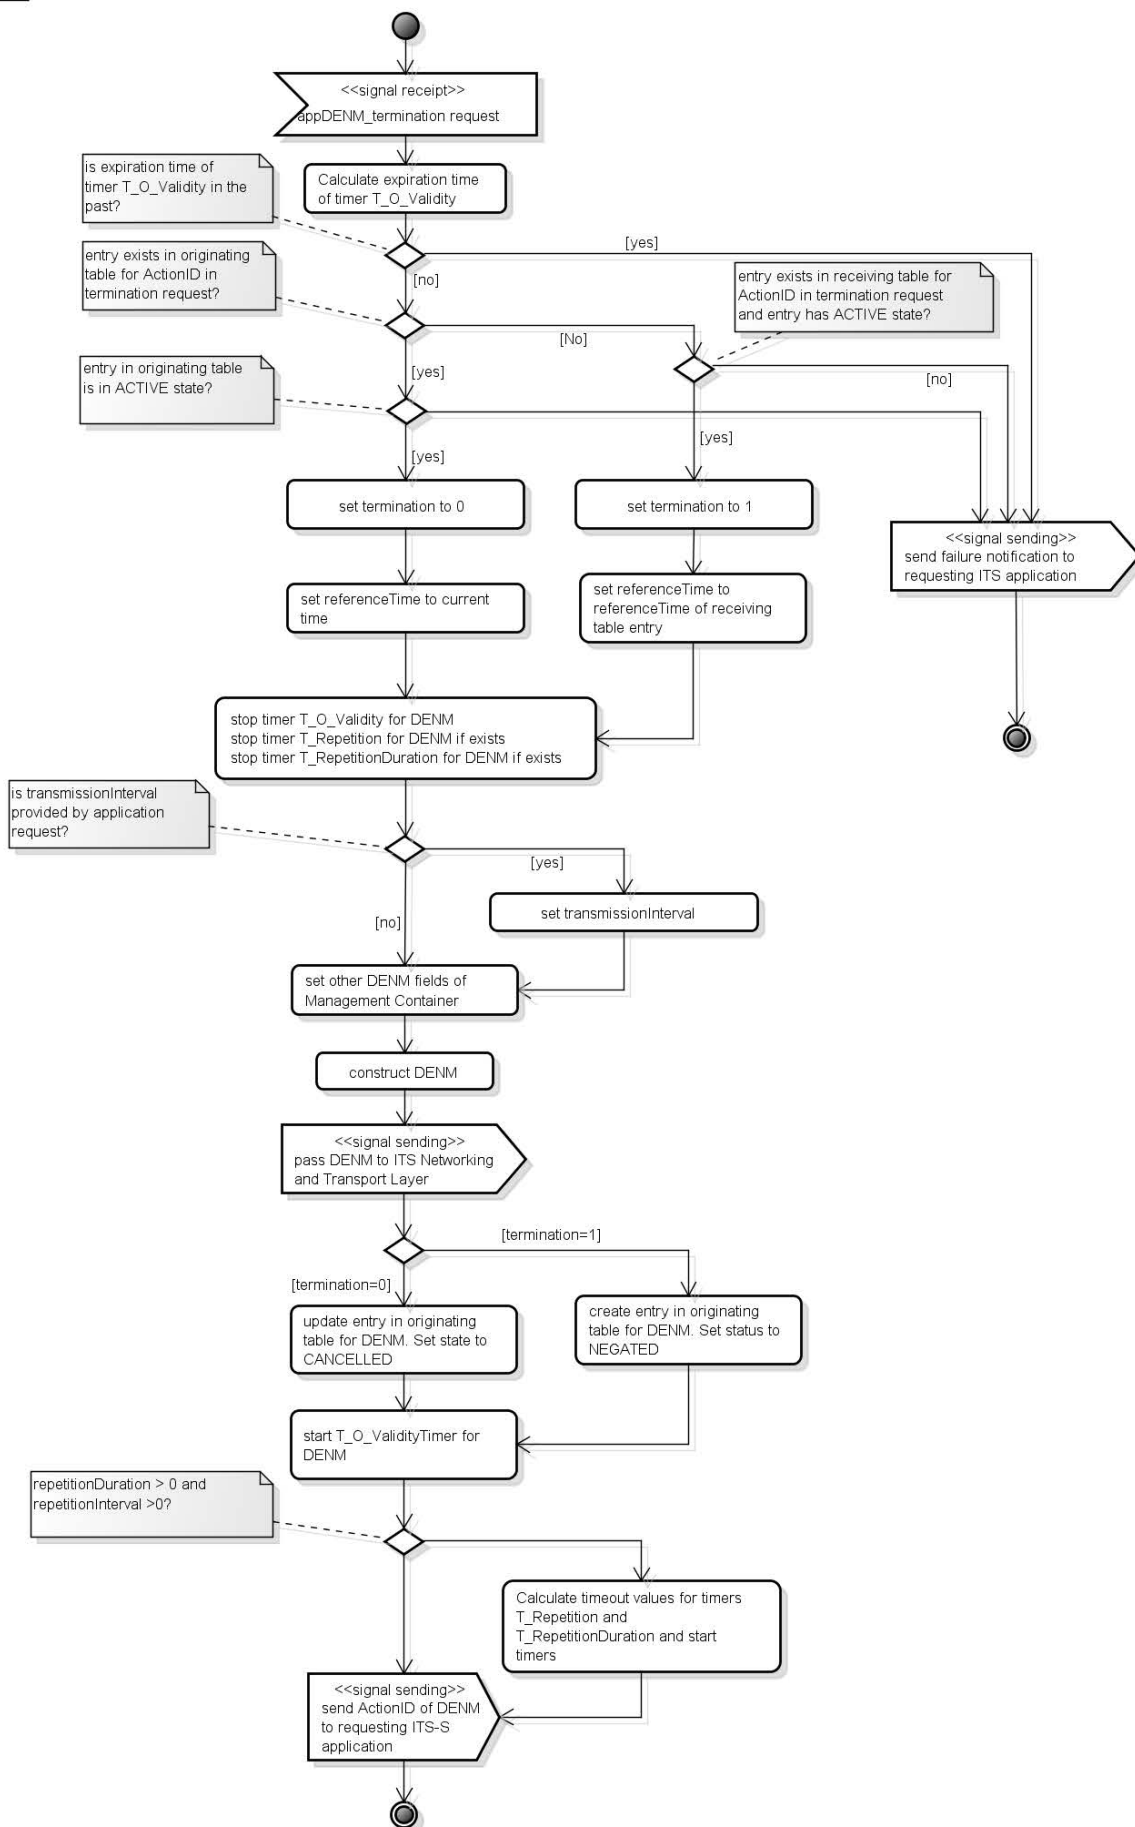 <<signal receipt>>
appDENM_termination request
is expiration time of
timer T_O_Validity in the
past?
Calculate expiration time
of timer T_O_Validity
[yes]
entry exists in originating
table for ActionID in
termination request?
[no]
entry exists in receiving table for
ActionID in termination request
and entry has ACTIVE state?
[No]
entry in originating table
is in ACTIVE state?
[yes]
[no]
[yes]
[yes]
set termination to 0
set termination to 1
<<signal sending>>
send failure notification to
requesting ITS application
set referenceTime to current
time
set referenceTime to
referenceTime of receiving
table entry
stop timer T_O_Validity for DENM
stop timer T_Repetition for DENM if exists
stop timer T_RepetitionDuration for DENM if exists
is transmissionInterval
provided by application
request?
[yes]
set transmissionInterval
[no]
set other DENM fields of
Management Container
construct DENM
<<signal sending>>
pass DENM to ITS Networking
and Transport Layer
[termination=1]
[termination=0]
update entry in originating
table for DENM. Set state to
CANCELLED
create entry in originating
table for DENM. Set status to
NEGATED
start T_O_ValidityTimer for
DENM
repetitionDuration > 0 and
repetitionInterval >0?
Calculate timeout values for timers
T_Repetition and
T_RepetitionDuration and start
timers
<<signal sending>>
send ActionID of DENM
to requesting ITS-S
application